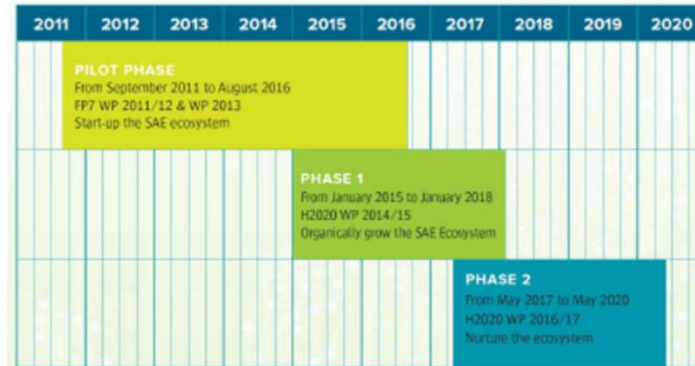 2011 2012 2013 2014 2015 2016 2017 2018 2019 2020
PILOT PHASE
From September 2011 to August 2016
FP7 WP 2011/12 & WP 2013
Start-up the SAE ecosystem
PHASE 1
From January 2015 to January 2018
H2020 WP 2014/15
Organically grow the SAE Ecosystem
PHASE 2
From May 2017 to May 2020
H2020 WP 2016/17
Nurture the ecosystem